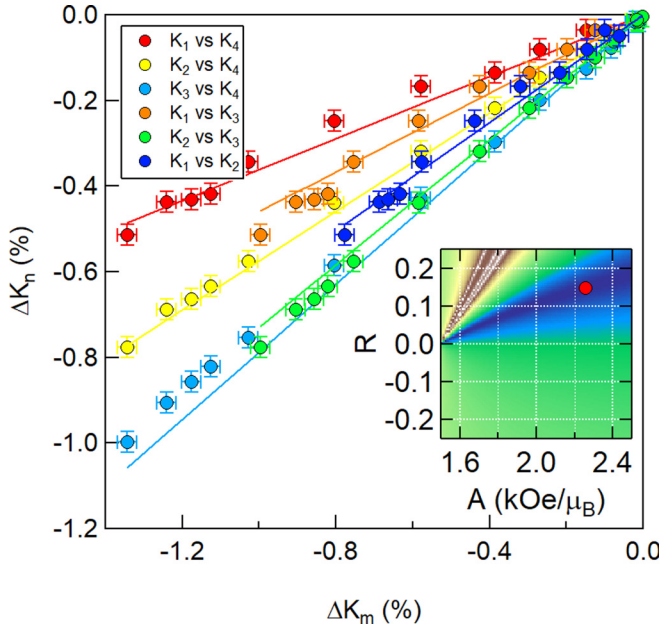 0.0
-0.2
-0.4
-0.6
-0.8
-1.0
-1.2
ΔKₙ (%)
K₁ vs K₄
K₂ vs K₄
K₃ vs K₄
K₁ vs K₃
K₂ vs K₃
K₁ vs K₂
0.2
0.1
0.0
-0.1
-0.2
R
1.6 2.0 2.4
A (kOe/μ_B)
-1.2 -0.8 -0.4 0.0
ΔKₘ (%)